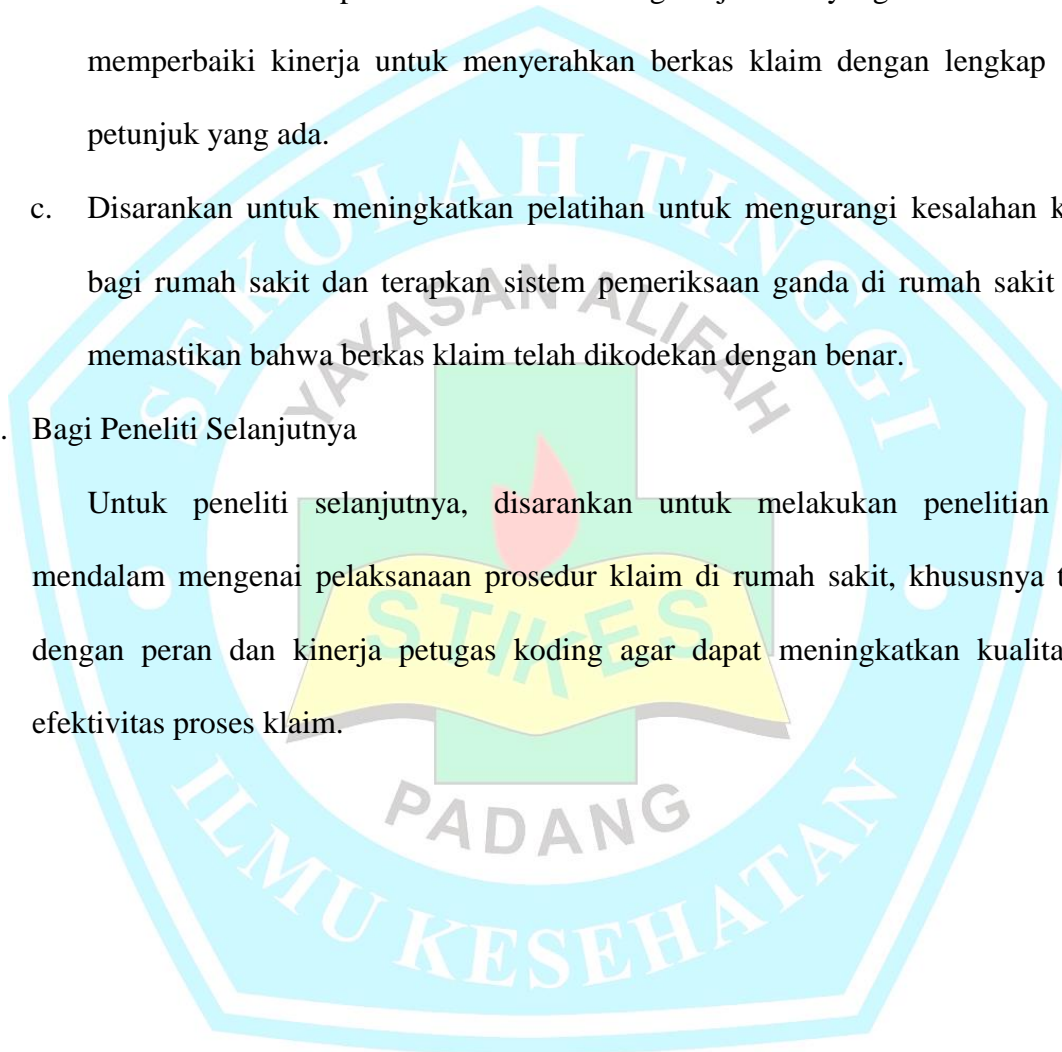 memperbaiki kinerja untuk menyerahkan berkas klaim dengan lengkap
petunjuk yang ada.
c. Disarankan untuk meningkatkan pelatihan untuk mengurangi kesalahan
bagi rumah sakit dan terapkan sistem pemeriksaan ganda di rumah sakit
memastikan bahwa berkas klaim telah dikodekan dengan benar.
. Bagi Peneliti Selanjutnya
Untuk peneliti selanjutnya, disarankan untuk melakukan penelitian
mendalam mengenai pelaksanaan prosedur klaim di rumah sakit, khususnya
dengan peran dan kinerja petugas koding agar dapat meningkatkan
efektivitas proses klaim.
SEKOLAH TINGGI
YAYASAN ALIFAH
STIKES
PADANG
ILMU KESEHATAN